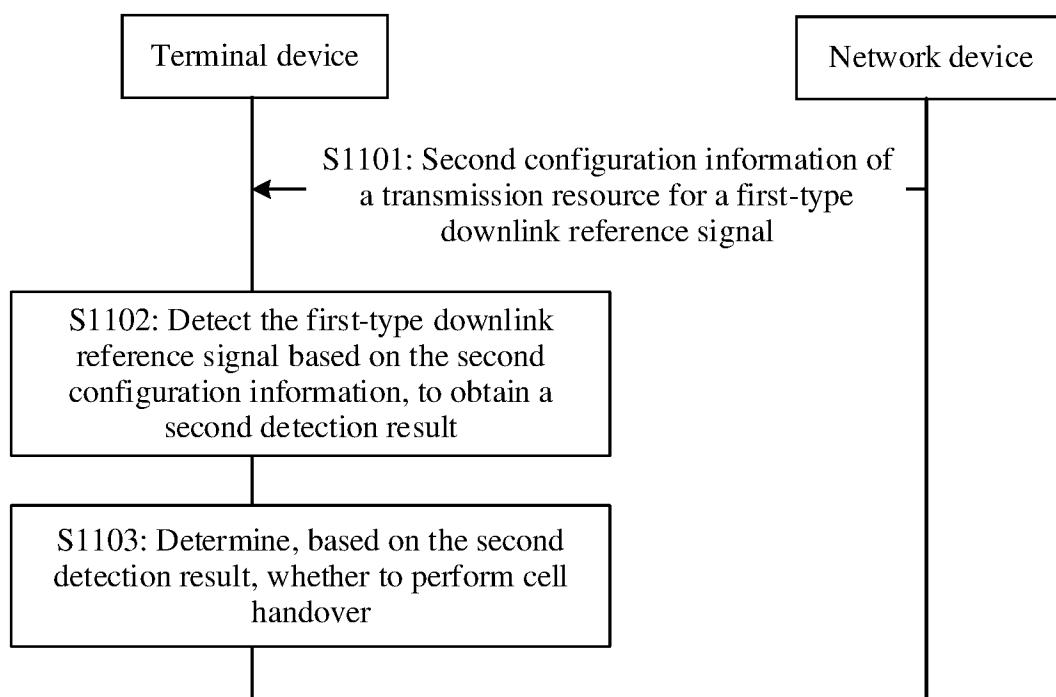 Terminal device
Network device
S1101: Second configuration information of
a transmission resource for a first-type
downlink reference signal
S1102: Detect the first-type downlink
reference signal based on the second
configuration information, to obtain a
second detection result
S1103: Determine, based on the second
detection result, whether to perform cell
handover